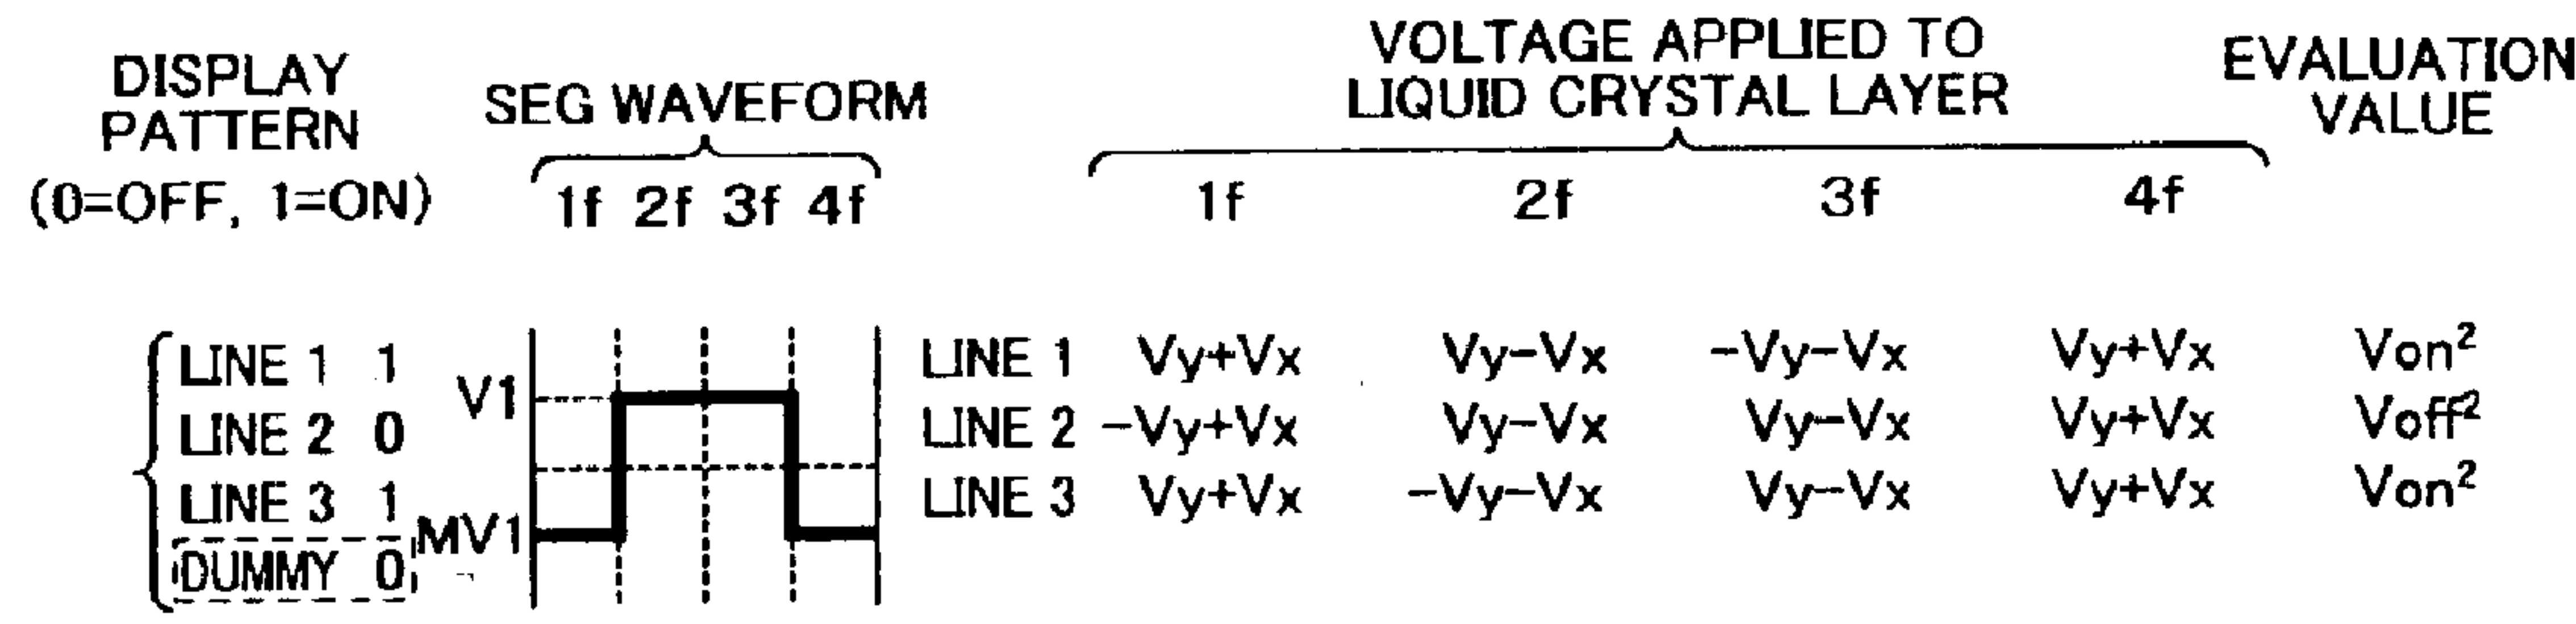 DISPLAY
PATTERN
(0=OFF, 1=ON)
SEG WAVEFORM
1f 2f 3f 4f
VOLTAGE APPLIED TO
LIQUID CRYSTAL LAYER
1f 2f 3f 4f
EVALUATION
VALUE
LINE 1 1
LINE 2 0
LINE 3 1
DUMMY 0
V1
MV1
LINE 1 Vy+Vx Vy-Vx -Vy-Vx Vy+Vx Von²
LINE 2 -Vy+Vx Vy-Vx Vy-Vx Vy+Vx Voff²
LINE 3 Vy+Vx -Vy-Vx Vy-Vx Vy+Vx Von²